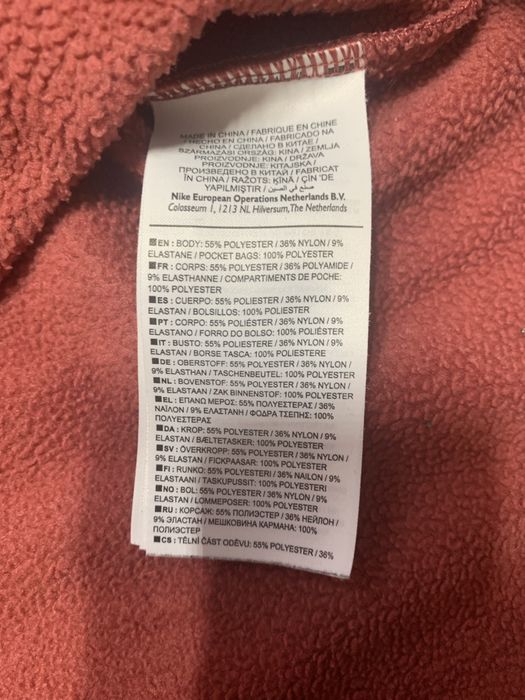 MADE IN CHINA / FABRIQUE EN CHINE
/ HECHO EN CHINA / FABRICADO NA
CHINA / СДЕЛАНО В КИТАЕ /
SZÁRMAZÁSI ORSZÁG: KÍNA / ZEMLJA
PROIZVODNJE: KINA / DRŽAVA
PROIZVODNJE: KITAJSKA /
ПРОИЗВЕДЕНО В КИТАЙ / FABRICAT
ÎN CHINA / RAŽOTS: ĶĪNĀ / ÇİN 'DE
YAPILMIŞTIR / صنع في الصين
Nike European Operations Netherlands B.V.
Colosseum 1, 1213 NL Hilversum, The Netherlands
EN : BODY: 55% POLYESTER / 36% NYLON / 9%
ELASTANE / POCKET BAGS: 100% POLYESTER
FR : CORPS: 55% POLYESTER / 36% POLYAMIDE /
9% ELASTHANNE / COMPARTIMENTS DE POCHE:
100% POLYESTER
ES : CUERPO: 55% POLIESTER / 36% NYLON / 9%
ELASTAN / BOLSILLOS: 100% POLIESTER
PT : CORPO: 55% POLIÉSTER / 36% NYLON / 9%
ELASTANO / FORRO DO BOLSO: 100% POLIÉSTER
IT : BUSTO: 55% POLIESTERE / 36% NYLON / 9%
ELASTAN / BORSE TASCA: 100% POLIESTERE
DE : OBERSTOFF: 55% POLYESTER / 36% NYLON /
9% ELASTHAN / TASCHENBEUTEL: 100% POLYESTER
NL : BOVENSTOF: 55% POLYESTER / 36% NYLON /
9% ELASTAAN / ZAK BINNENSTOF: 100% POLYESTER
EL : ΕΠΑΝΩ ΜΕΡΟΣ: 55% ΠΟΛΥΕΣΤΕΡΑΣ / 36%
ΝΑΪΛΟΝ / 9% ΕΛΑΣΤΑΝΗ / ΦΟΔΡΑ ΤΣΕΠΗΣ: 100%
ΠΟΛΥΕΣΤΕΡΑΣ
DA : KROP: 55% POLYESTER / 36% NYLON / 9%
ELASTAN / BÆLTETASKER: 100% POLYESTER
SV : ÖVERKROPP: 55% POLYESTER / 36% NYLON /
9% ELASTAN / FICKPAASAR: 100% POLYESTER
FI : RUNKO: 55% POLYESTERI / 36% NAILON / 9%
ELASTAANI / TASKUPUSSIT: 100% POLYESTERI
NO : BOL: 55% POLYESTER / 36% NYLON / 9%
ELASTAN / LOMMEPOSER: 100% POLYESTER
RU : КОРСАЖ: 55% ПОЛИЭСТЕР / 36% НЕЙЛОН /
9% ЭЛАСТАН / МЕШКОВИНА КАРМАНА: 100%
ПОЛИЭСТЕР
CS : TĚLNÍ ČÁST ODĚVU: 55% POLYESTER / 36%